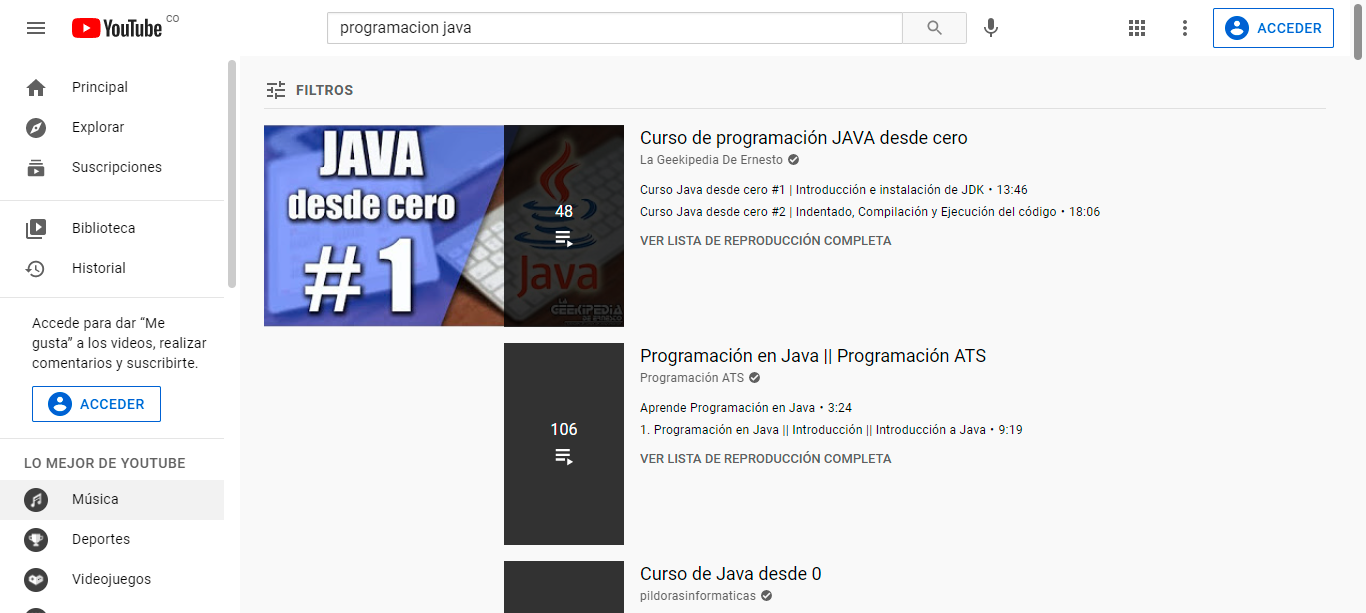 YouTube CO
programacion java
ACCEDER
Principal
Explorar
Suscripciones
Biblioteca
Historial
Accede para dar “Me
gusta” a los videos, realizar
comentarios y suscribirte.
ACCEDER
LO MEJOR DE YOUTUBE
Música
Deportes
Videojuegos
FILTROS
JAVA
desde cero
#1
48
Java
LA
GEEKIPEDIA
DE ERNESTO
Curso de programación JAVA desde cero
La Geekipedia De Ernesto
Curso Java desde cero #1 | Introducción e instalación de JDK • 13:46
Curso Java desde cero #2 | Indentado, Compilación y Ejecución del código • 18:06
VER LISTA DE REPRODUCCIÓN COMPLETA
106
Programación en Java || Programación ATS
Programación ATS
Aprende Programación en Java • 3:24
1. Programación en Java || Introducción || Introducción a Java • 9:19
VER LISTA DE REPRODUCCIÓN COMPLETA
Curso de Java desde 0
pildorasinformaticas